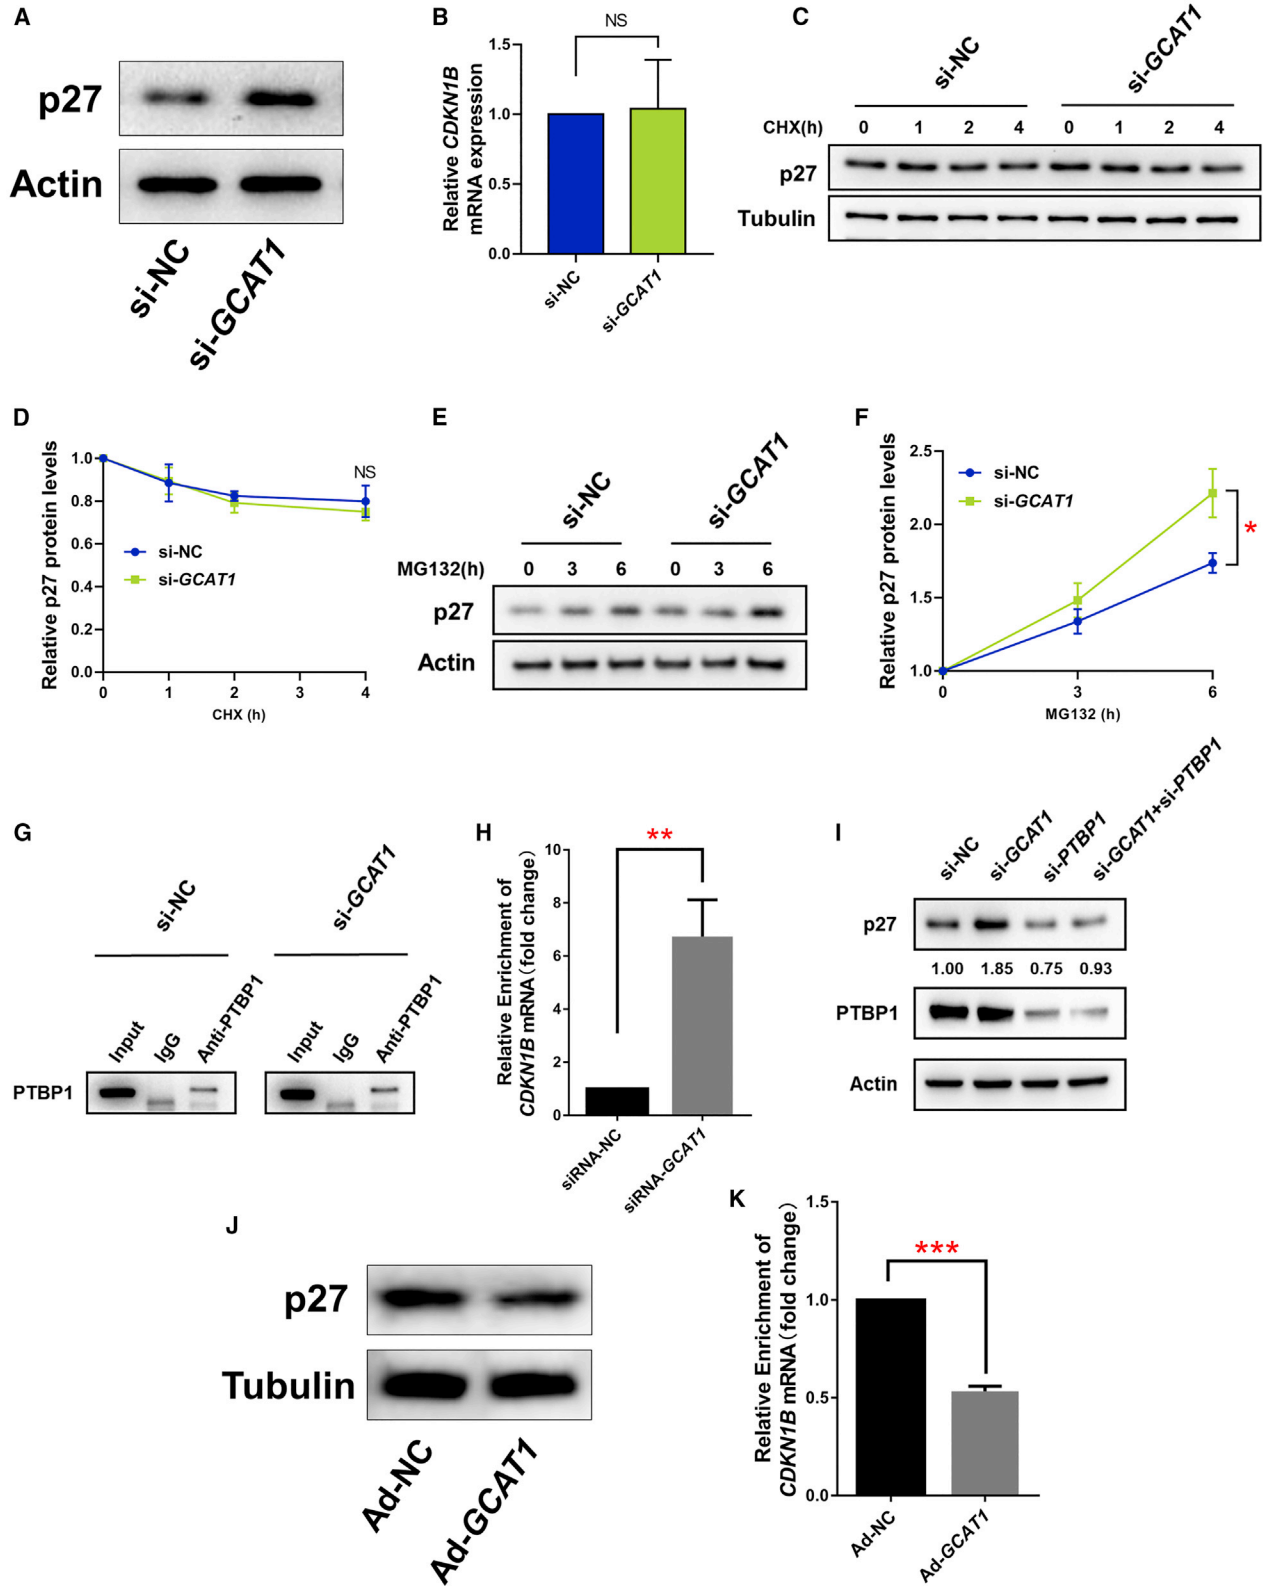 A
p27
Actin
si-NC
si-GCAT1
B
NS
Relative CDKN1B
mRNA expression
1.5
1.0
0.5
0.0
si-NC
si-GCAT1
C
si-NC
si-GCAT1
CHX(h)
0 1 2 4 0 1 2 4
p27
Tubulin
D
Relative p27 protein levels
1.0
0.8
0.6
0.4
0.2
0.0
NS
si-NC
si-GCAT1
0 1 2 3 4
CHX (h)
E
si-NC
si-GCAT1
MG132(h) 0 3 6 0 3 6
p27
Actin
F
Relative p27 protein levels
2.5
2.0
1.5
1.0
si-NC
si-GCAT1
*
0 3 6
MG132 (h)
G
si-NC
si-GCAT1
Input
IgG
Anti-PTBP1
Input
IgG
Anti-PTBP1
PTBP1
H
**
Relative Enrichment of
CDKN1B mRNA(fold change)
10
8
6
4
2
0
siRNA-NC
siRNA-GCAT1
I
si-NC
si-GCAT1
si-PTBP1
si-GCAT1+si-PTBP1
p27
1.00 1.85 0.75 0.93
PTBP1
Actin
J
p27
Tubulin
Ad-NC
Ad-GCAT1
K
***
Relative Enrichment of
CDKN1B mRNA(fold change)
1.5
1.0
0.5
0.0
Ad-NC
Ad-GCAT1